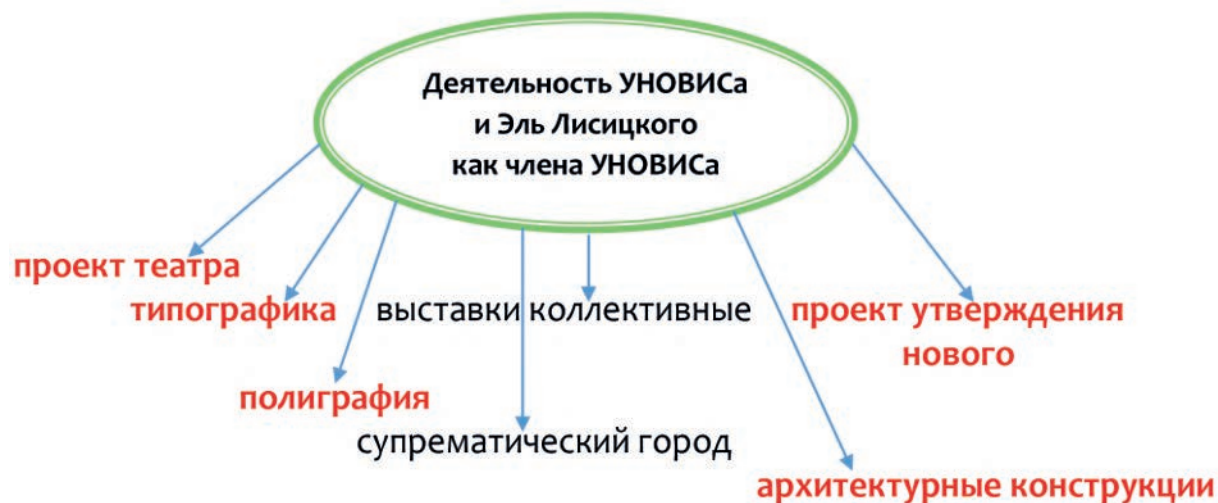 Деятельность УНОВИСа
и Эль Лисицкого
как члена УНОВИСа
проект театра
типографика
выставки коллективные
проект утверждения
нового
полиграфия
супрематический город
архитектурные конструкции